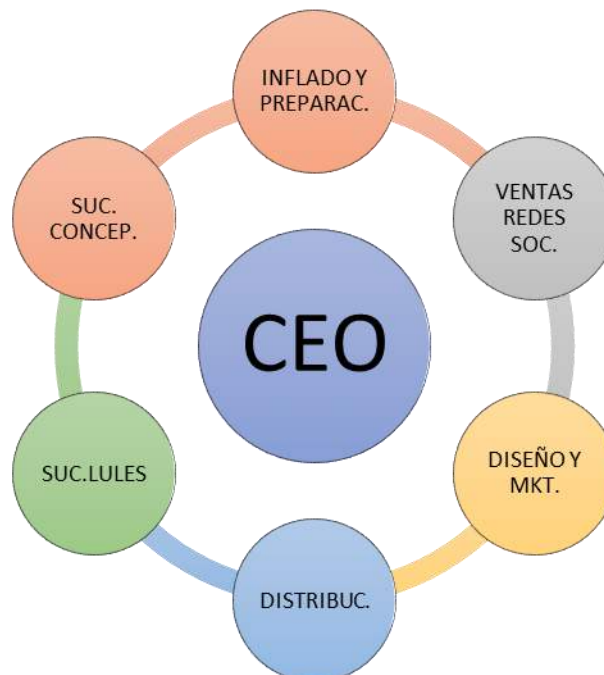 INFLADO Y
PREPARAC.
VENTAS
REDES
SOC.
SUC.
CONCEP.
CEO
SUC.LULES
DISEÑO Y
MKT.
DISTRIBUC.